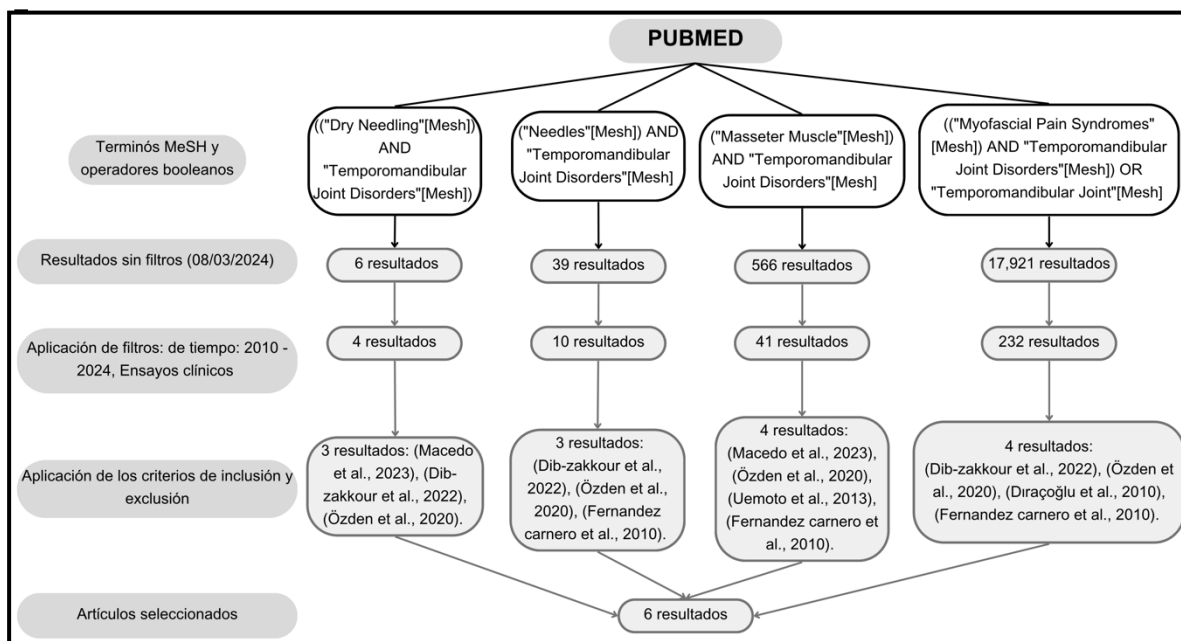 PUBMED
Terminós MeSH y
operadores booleanos
(("Dry Needling"[Mesh])
AND
"Temporomandibular
Joint Disorders"[Mesh])
("Needles"[Mesh]) AND
"Temporomandibular
Joint Disorders"[Mesh]
("Masseter Muscle"[Mesh])
AND "Temporomandibular
Joint Disorders"[Mesh]
(("Myofascial Pain Syndromes"
[Mesh]) AND "Temporomandibular
Joint Disorders"[Mesh]) OR
"Temporomandibular Joint"[Mesh]
Resultados sin filtros (08/03/2024)
6 resultados
39 resultados
566 resultados
17,921 resultados
Aplicación de filtros: de tiempo: 2010 -
2024, Ensayos clínicos
4 resultados
10 resultados
41 resultados
232 resultados
Aplicación de los criterios de inclusión y
exclusión
3 resultados: (Macedo
et al., 2023), (Dib-
zakkour et al., 2022),
(Özden et al., 2020).
3 resultados:
(Dib-zakkour et al.,
2022), (Özden et al.,
2020), (Fernandez
carnero et al., 2010).
4 resultados:
(Macedo et al., 2023),
(Özden et al., 2020),
(Uemoto et al., 2013),
(Fernandez carnero et
al., 2010).
4 resultados:
(Dib-zakkour et al., 2022), (Özden et
al., 2020), (Dıraçoğlu et al., 2010),
(Fernandez carnero et al., 2010).
Artículos seleccionados
6 resultados